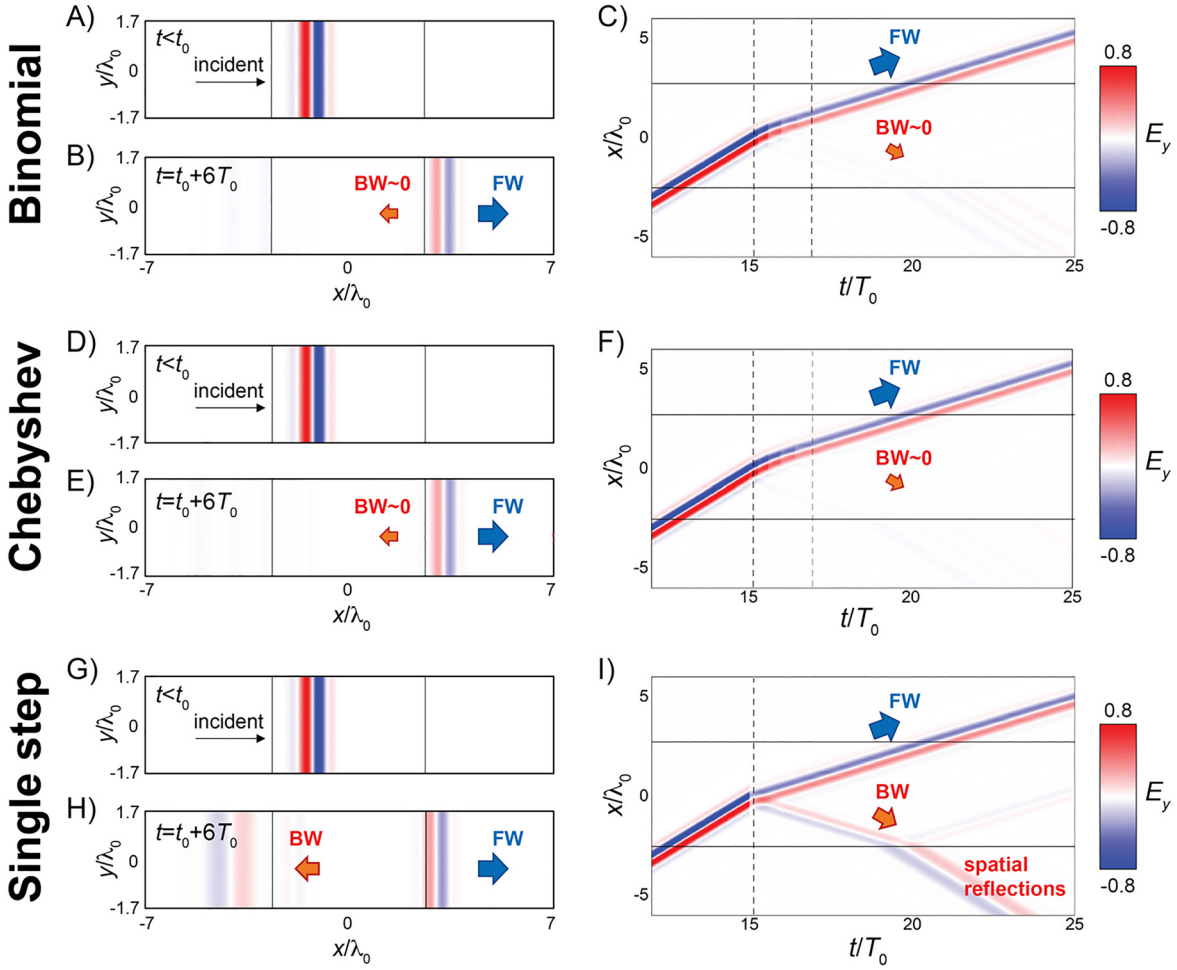 Binomial
A)
1.7
0
-1.7
y/λ0
t<t0
incident
B)
1.7
0
-1.7
y/λ0
t=t0+6T0
BW~0
FW
-7
0
7
x/λ0
C)
5
0
-5
x/λ0
FW
BW~0
15
20
25
t/T0
0.8
Ey
-0.8
Chebyshev
D)
1.7
0
-1.7
y/λ0
t<t0
incident
E)
1.7
0
-1.7
y/λ0
t=t0+6T0
BW~0
FW
-7
0
7
x/λ0
F)
5
0
-5
x/λ0
FW
BW~0
15
20
25
t/T0
0.8
Ey
-0.8
Single step
G)
1.7
0
-1.7
y/λ0
t<t0
incident
H)
1.7
0
-1.7
y/λ0
t=t0+6T0
BW
FW
-7
0
7
x/λ0
I)
5
0
-5
x/λ0
FW
BW
spatial
reflections
15
20
25
t/T0
0.8
Ey
-0.8